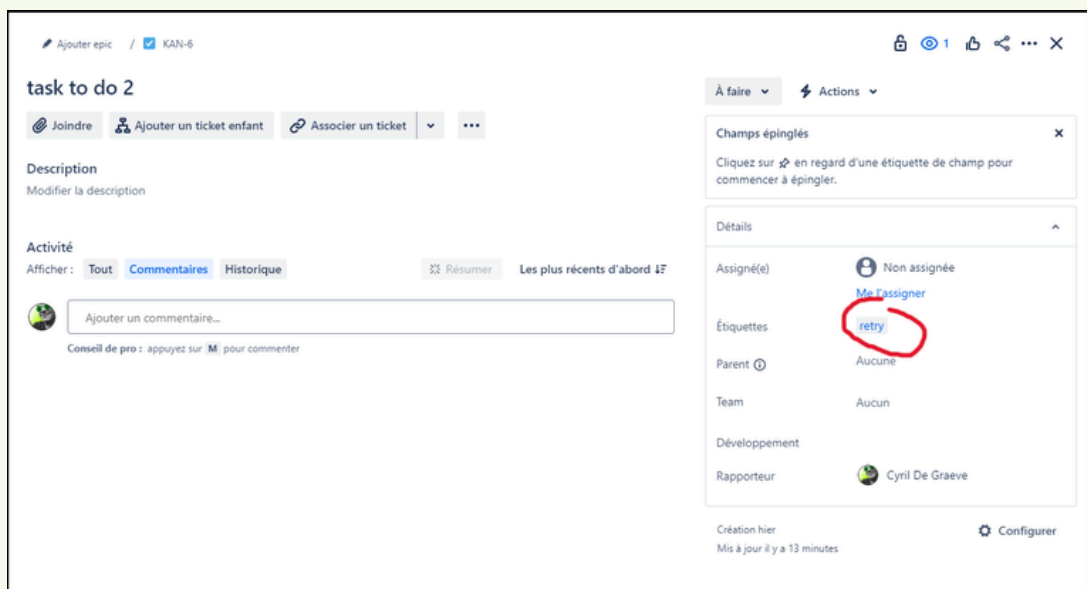 Ajouter epic / KAN-6
1
task to do 2
Joindre Ajouter un ticket enfant Associer un ticket
Description
Modifier la description
Activité
Afficher : Tout Commentaires Historique Résumer Les plus récents d'abord
Ajouter un commentaire...
Conseil de pro : appuyez sur M pour commenter
À faire Actions
Champs épinglés
Cliquez sur en regard d'une étiquette de champ pour
commencer à épingler.
Détails
Assigné(e) Non assignée
Me l'assigner
Étiquettes retry
Parent Aucune
Team Aucun
Développement
Rapporteur Cyril De Graeve
Création hier Configurer
Mis à jour il y a 13 minutes